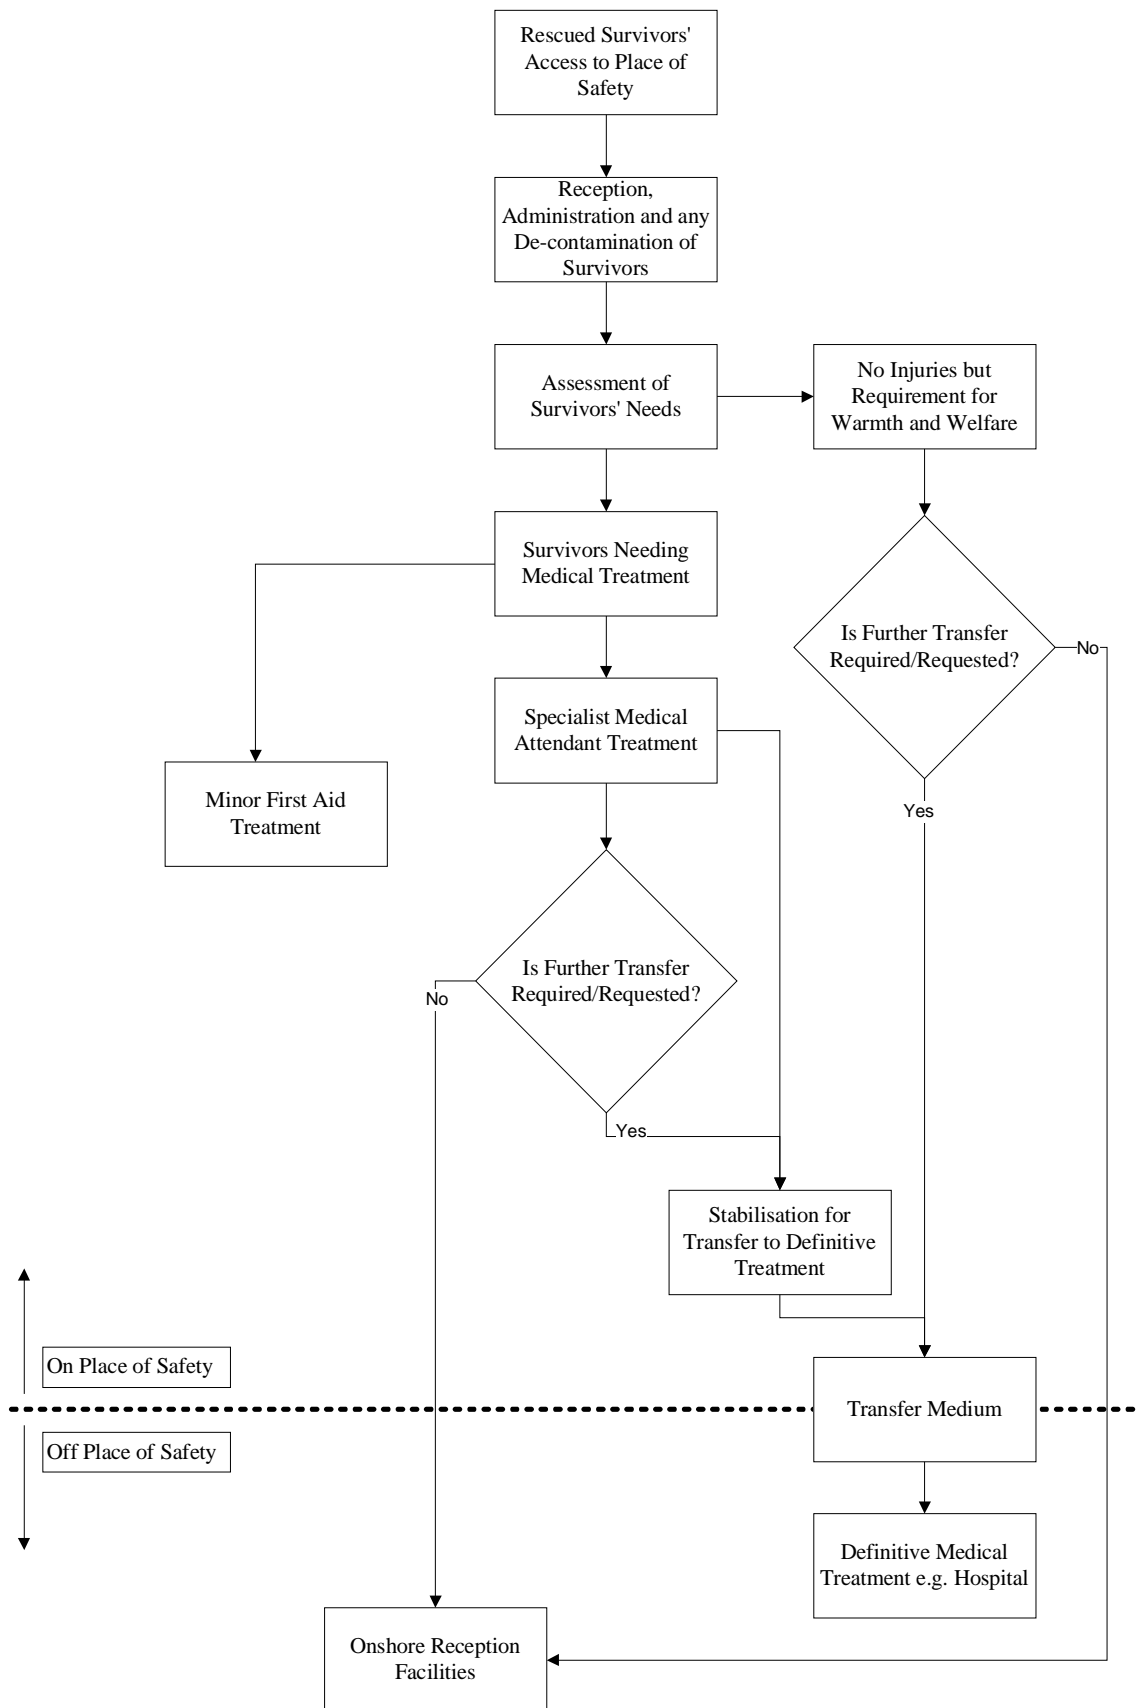 Rescued Survivors'
Access to Place of
Safety
Reception,
Administration and any
De-contamination of
Survivors
Assessment of
Survivors' Needs
No Injuries but
Requirement for
Warmth and Welfare
Survivors Needing
Medical Treatment
Is Further Transfer
Required/Requested?
No
Yes
Specialist Medical
Attendant Treatment
Minor First Aid
Treatment
Is Further Transfer
Required/Requested?
No
Yes
Stabilisation for
Transfer to Definitive
Treatment
On Place of Safety
Transfer Medium
Off Place of Safety
Definitive Medical
Treatment e.g. Hospital
Onshore Reception
Facilities